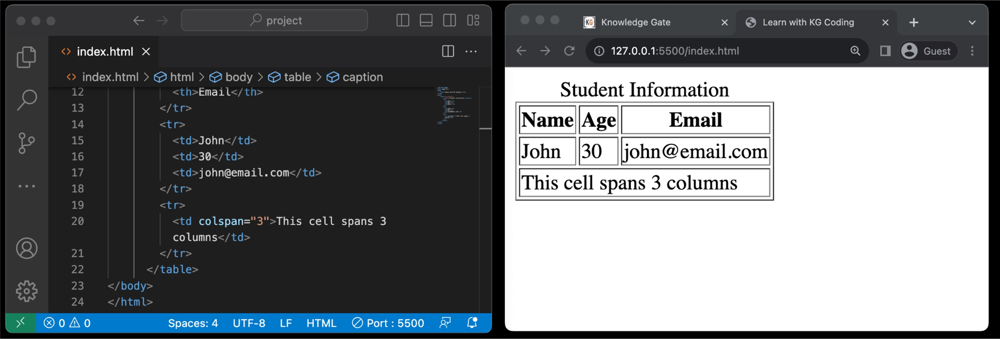 project
index.html
index.html > html > body > table > caption
12 <th>Email</th>
13 </tr>
14 <tr>
15 <td>John</td>
16 <td>30</td>
17 <td>john@email.com</td>
18 </tr>
19 <tr>
20 <td colspan="3">This cell spans 3
columns</td>
21 </tr>
22 </table>
23 </body>
24 </html>
0 0 Spaces: 4 UTF-8 LF HTML Port : 5500
KG Knowledge Gate Learn with KG Coding
127.0.0.1:5500/index.html Guest
Student Information
Name Age Email
John 30 john@email.com
This cell spans 3 columns